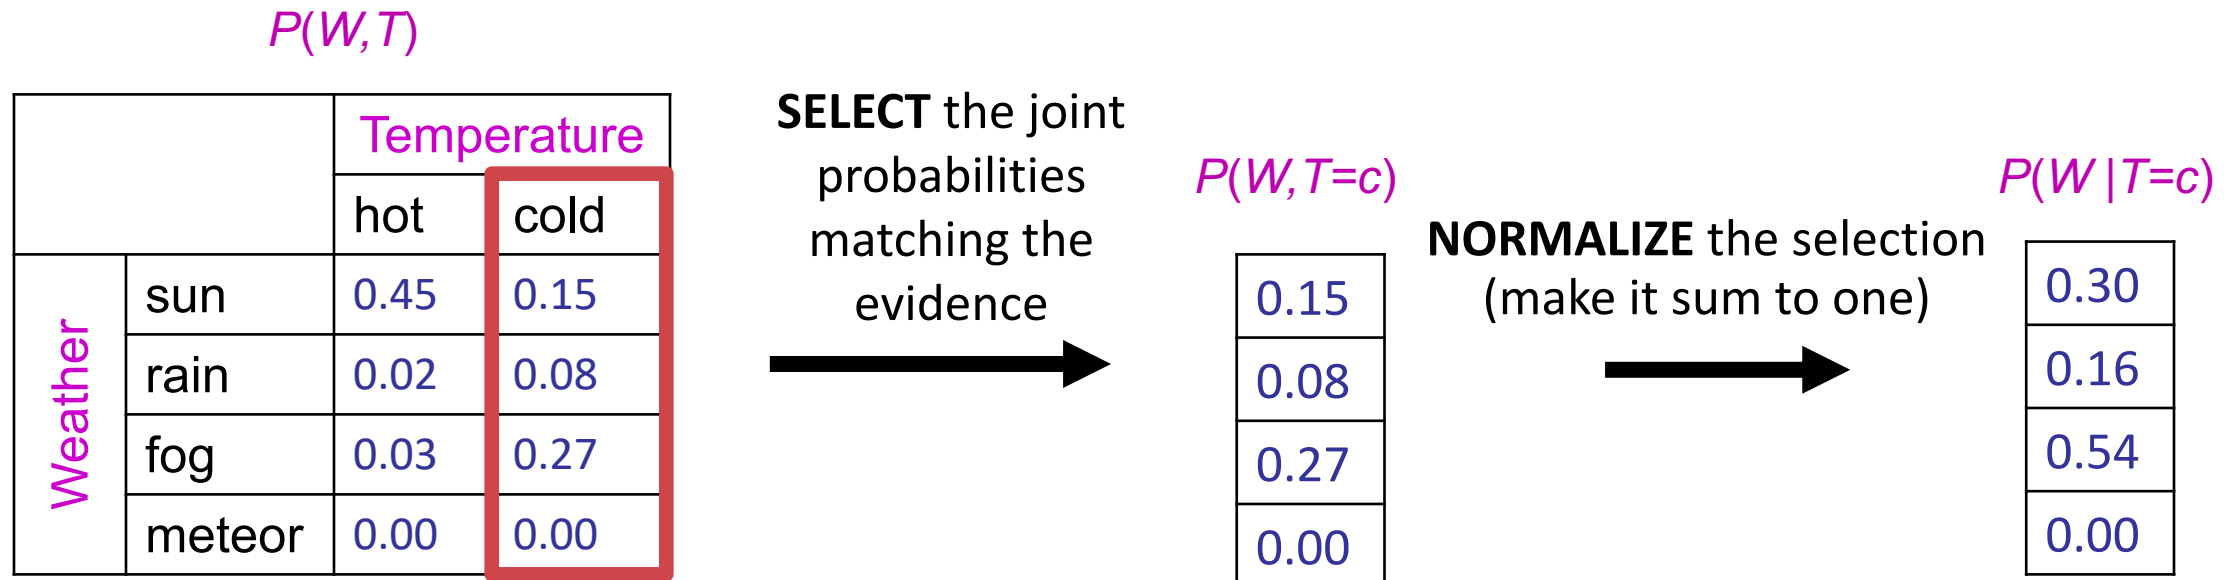 P(W,T)
Temperature
hot cold
Weather
sun 0.45 0.15
rain 0.02 0.08
fog 0.03 0.27
meteor 0.00 0.00
SELECT the joint
probabilities
matching the
evidence
P(W,T=c)
0.15
0.08
0.27
0.00
NORMALIZE the selection
(make it sum to one)
P(W |T=c)
0.30
0.16
0.54
0.00